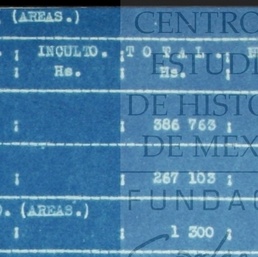 (AREAS.)
INCULTO. TOTAL.
Hs. Hs.
386 763
267 103
(AREAS.)
1 300
CENTRO
ESTUDI
DE HISTO
DE MEX
FUNDAC